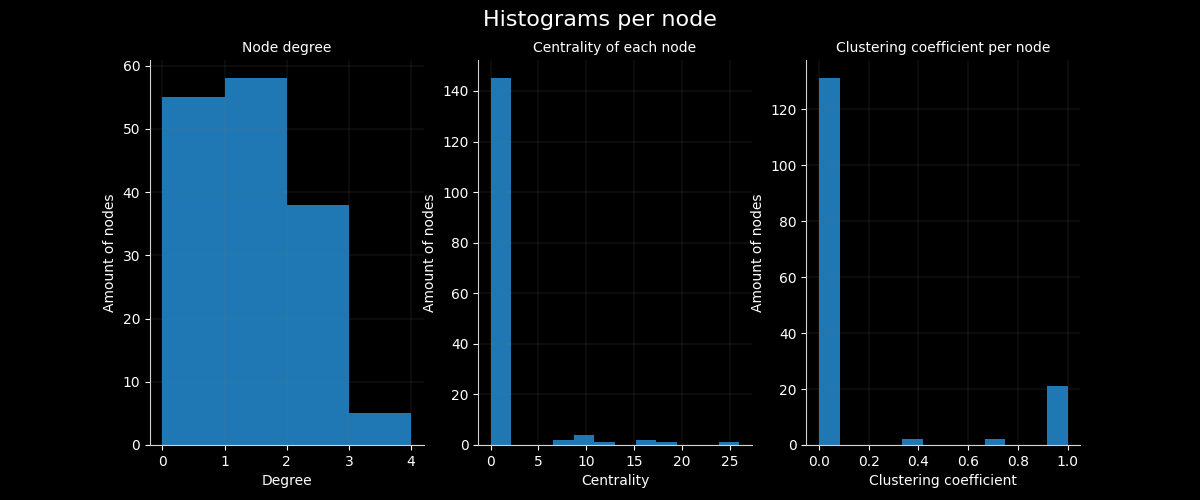 Histograms per node
Node degree
Amount of nodes
60
50
40
30
20
10
0
0 1 2 3 4
Degree
Centrality of each node
Amount of nodes
140
120
100
80
60
40
20
0
0 5 10 15 20 25
Centrality
Clustering coefficient per node
Amount of nodes
120
100
80
60
40
20
0
0.0 0.2 0.4 0.6 0.8 1.0
Clustering coefficient